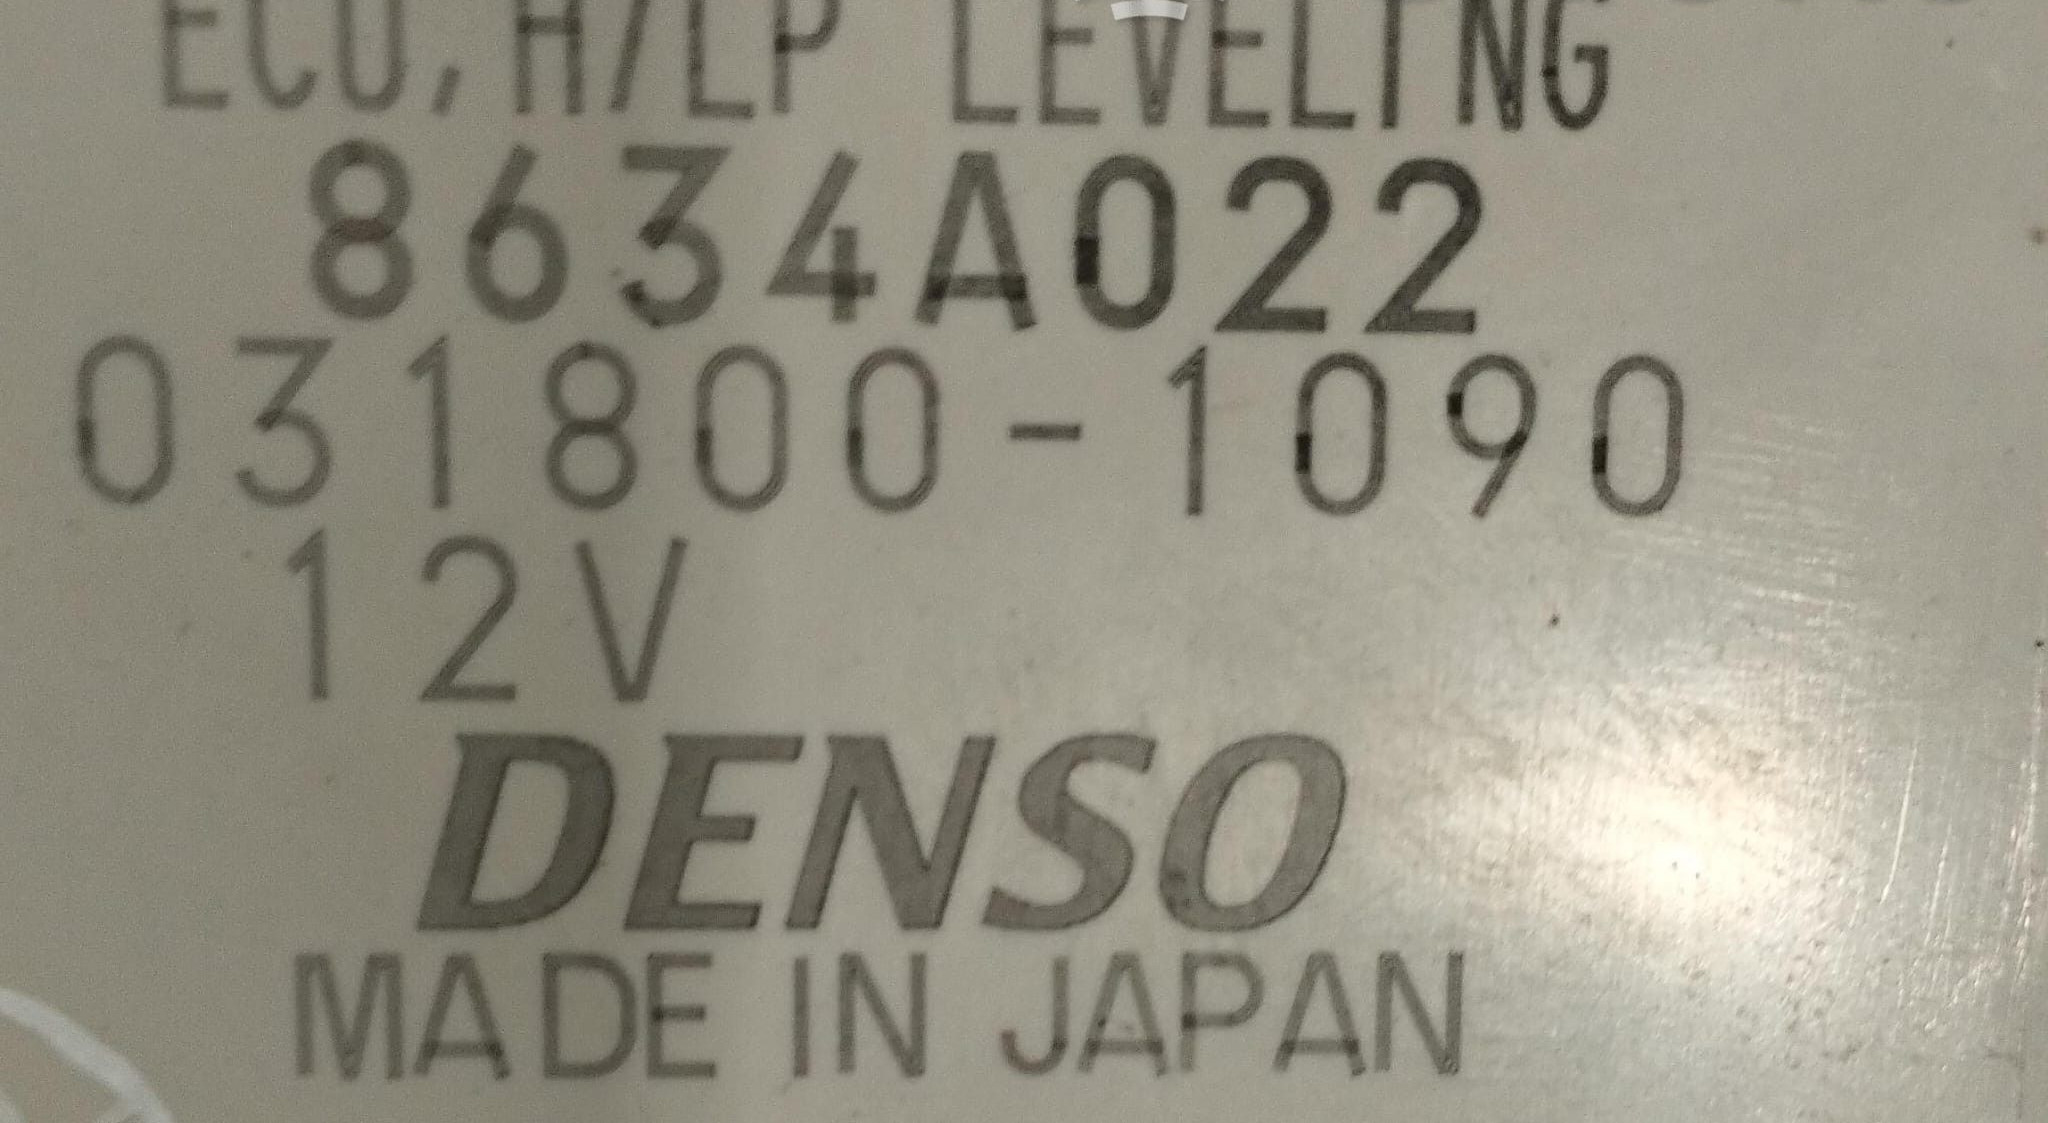 ECU, H/LP LEVELING
8634A022
031800-1090
12V
DENSO
MADE IN JAPAN